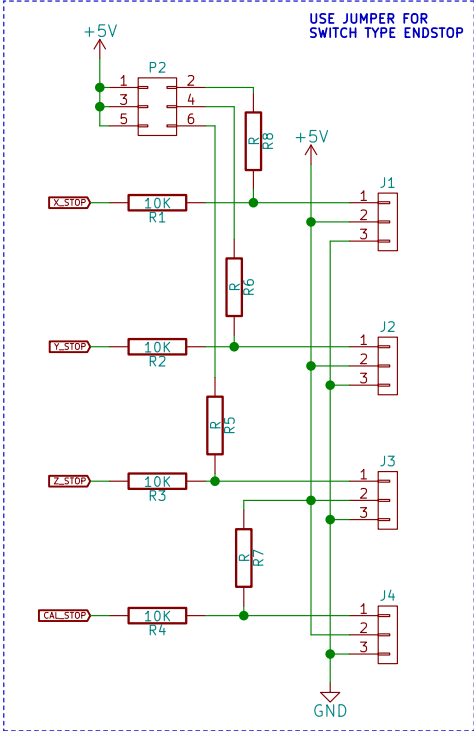 USE JUMPER FOR
SWITCH TYPE ENDSTOP
+5V
P2
1 2
3 4
5 6
R
R8
+5V
J1
X_STOP
10K
R1
1
2
3
R
R6
J2
Y_STOP
10K
R2
1
2
3
R
R5
J3
Z_STOP
10K
R3
1
2
3
R
R7
J4
CAL_STOP
10K
R4
1
2
3
GND